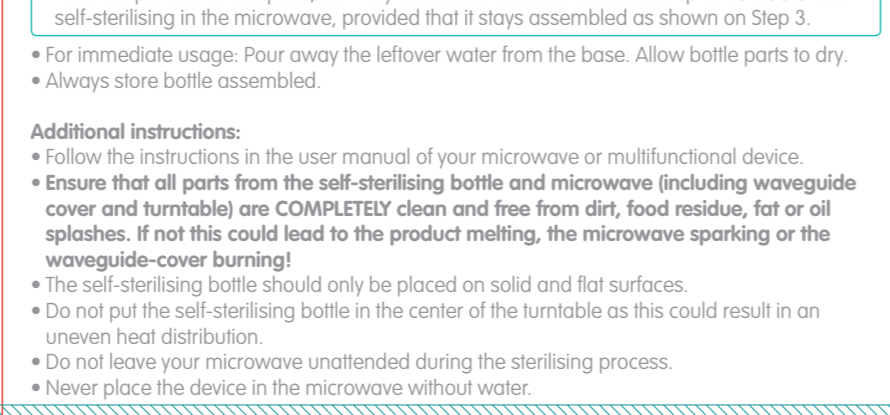 self-sterilising in the microwave, provided that it stays assembled as shown on Step 3.
• For immediate usage: Pour away the leftover water from the base. Allow bottle parts to dry.
• Always store bottle assembled.
Additional instructions:
• Follow the instructions in the user manual of your microwave or multifunctional device.
• Ensure that all parts from the self-sterilising bottle and microwave (including waveguide
cover and turntable) are COMPLETELY clean and free from dirt, food residue, fat or oil
splashes. If not this could lead to the product melting, the microwave sparking or the
waveguide-cover burning!
• The self-sterilising bottle should only be placed on solid and flat surfaces.
• Do not put the self-sterilising bottle in the center of the turntable as this could result in an
uneven heat distribution.
• Do not leave your microwave unattended during the sterilising process.
• Never place the device in the microwave without water.